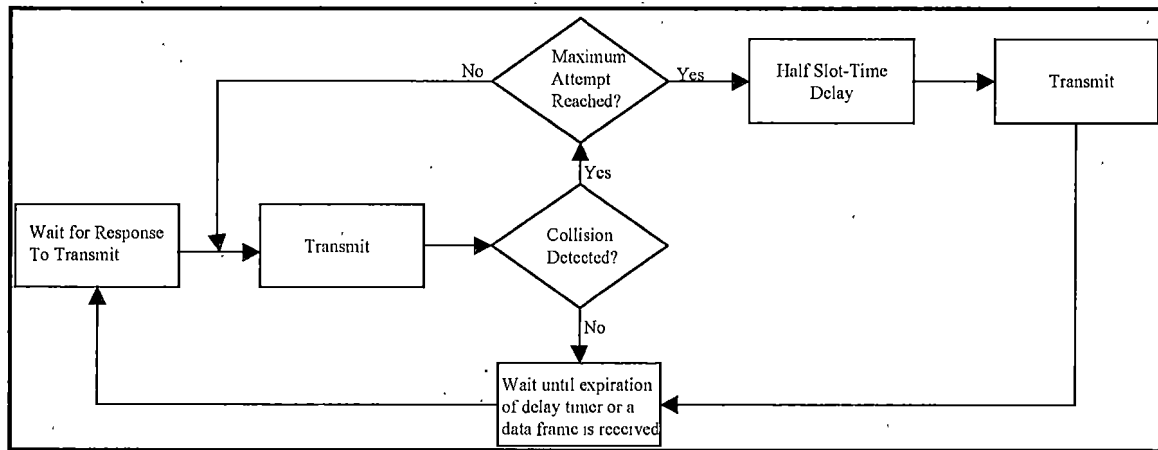 Maximum
Attempt
Reached?
No
Yes
Half Slot-Time
Delay
Transmit
Yes
Wait for Response
To Transmit
Transmit
Collision
Detected?
No
Wait until expiration
of delay timer or a
data frame is received